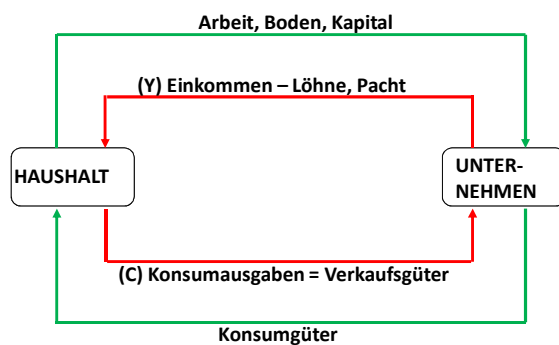 Arbeit, Boden, Kapital
(Y) Einkommen – Löhne, Pacht
HAUSHALT
UNTER-
NEHMEN
(C) Konsumausgaben = Verkaufsgüter
Konsumgüter